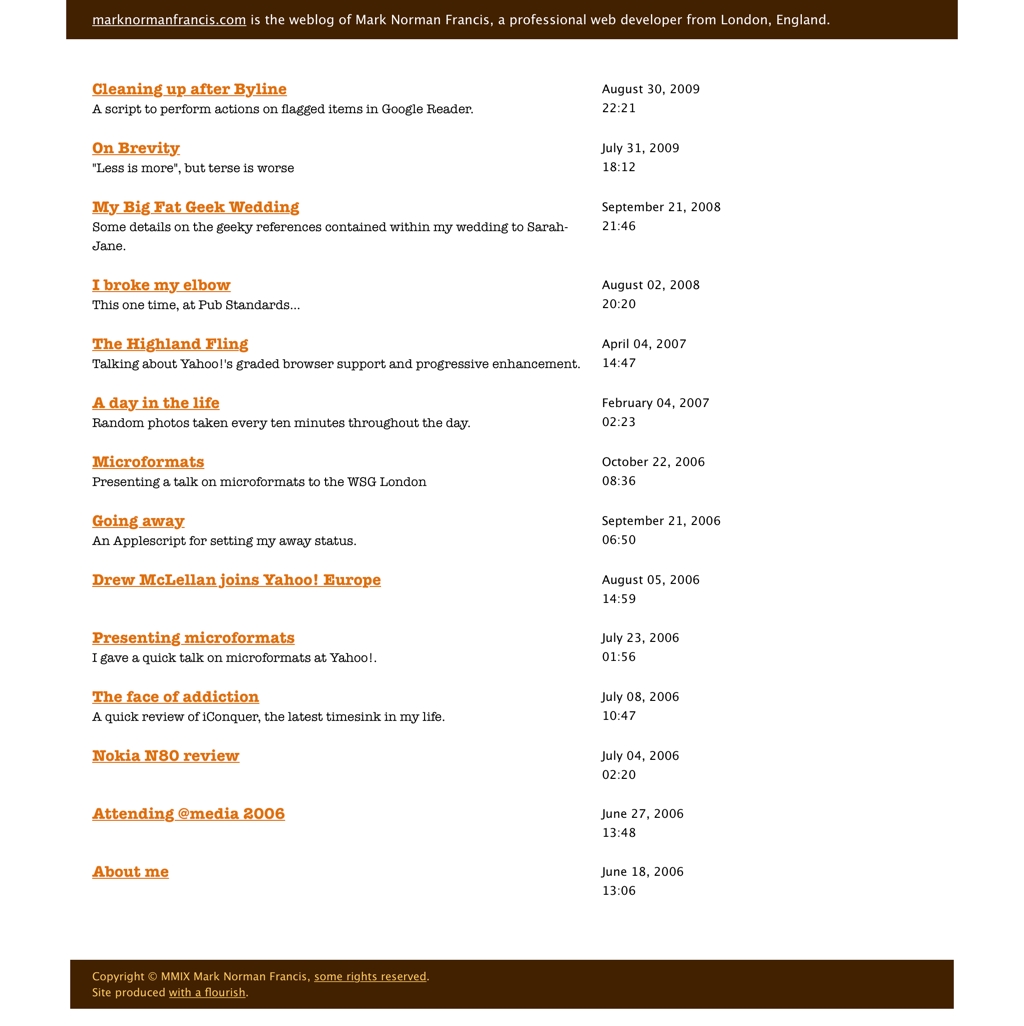 marknormanfrancis.com is the weblog of Mark Norman Francis, a professional web developer from London, England.
Cleaning up after Byline
August 30, 2009
A script to perform actions on flagged items in Google Reader.
22:21
On Brevity
July 31, 2009
"Less is more", but terse is worse
18:12
My Big Fat Geek Wedding
September 21, 2008
Some details on the geeky references contained within my wedding to Sarah-
21:46
Jane.
I broke my elbow
August 02, 2008
This one time, at Pub Standards...
20:20
The Highland Fling
April 04, 2007
Talking about Yahoo!'s graded browser support and progressive enhancement.
14:47
A day in the life
February 04, 2007
Random photos taken every ten minutes throughout the day.
02:23
Microformats
October 22, 2006
Presenting a talk on microformats to the WSG London
08:36
Going away
September 21, 2006
An Applescript for setting my away status.
06:50
Drew McLellan joins Yahoo! Europe
August 05, 2006
14:59
Presenting microformats
July 23, 2006
I gave a quick talk on microformats at Yahoo!.
01:56
The face of addiction
July 08, 2006
A quick review of iConquer, the latest timesink in my life.
10:47
Nokia N80 review
July 04, 2006
02:20
Attending @media 2006
June 27, 2006
13:48
About me
June 18, 2006
13:06
Copyright © MMIX Mark Norman Francis, some rights reserved.
Site produced with a flourish.